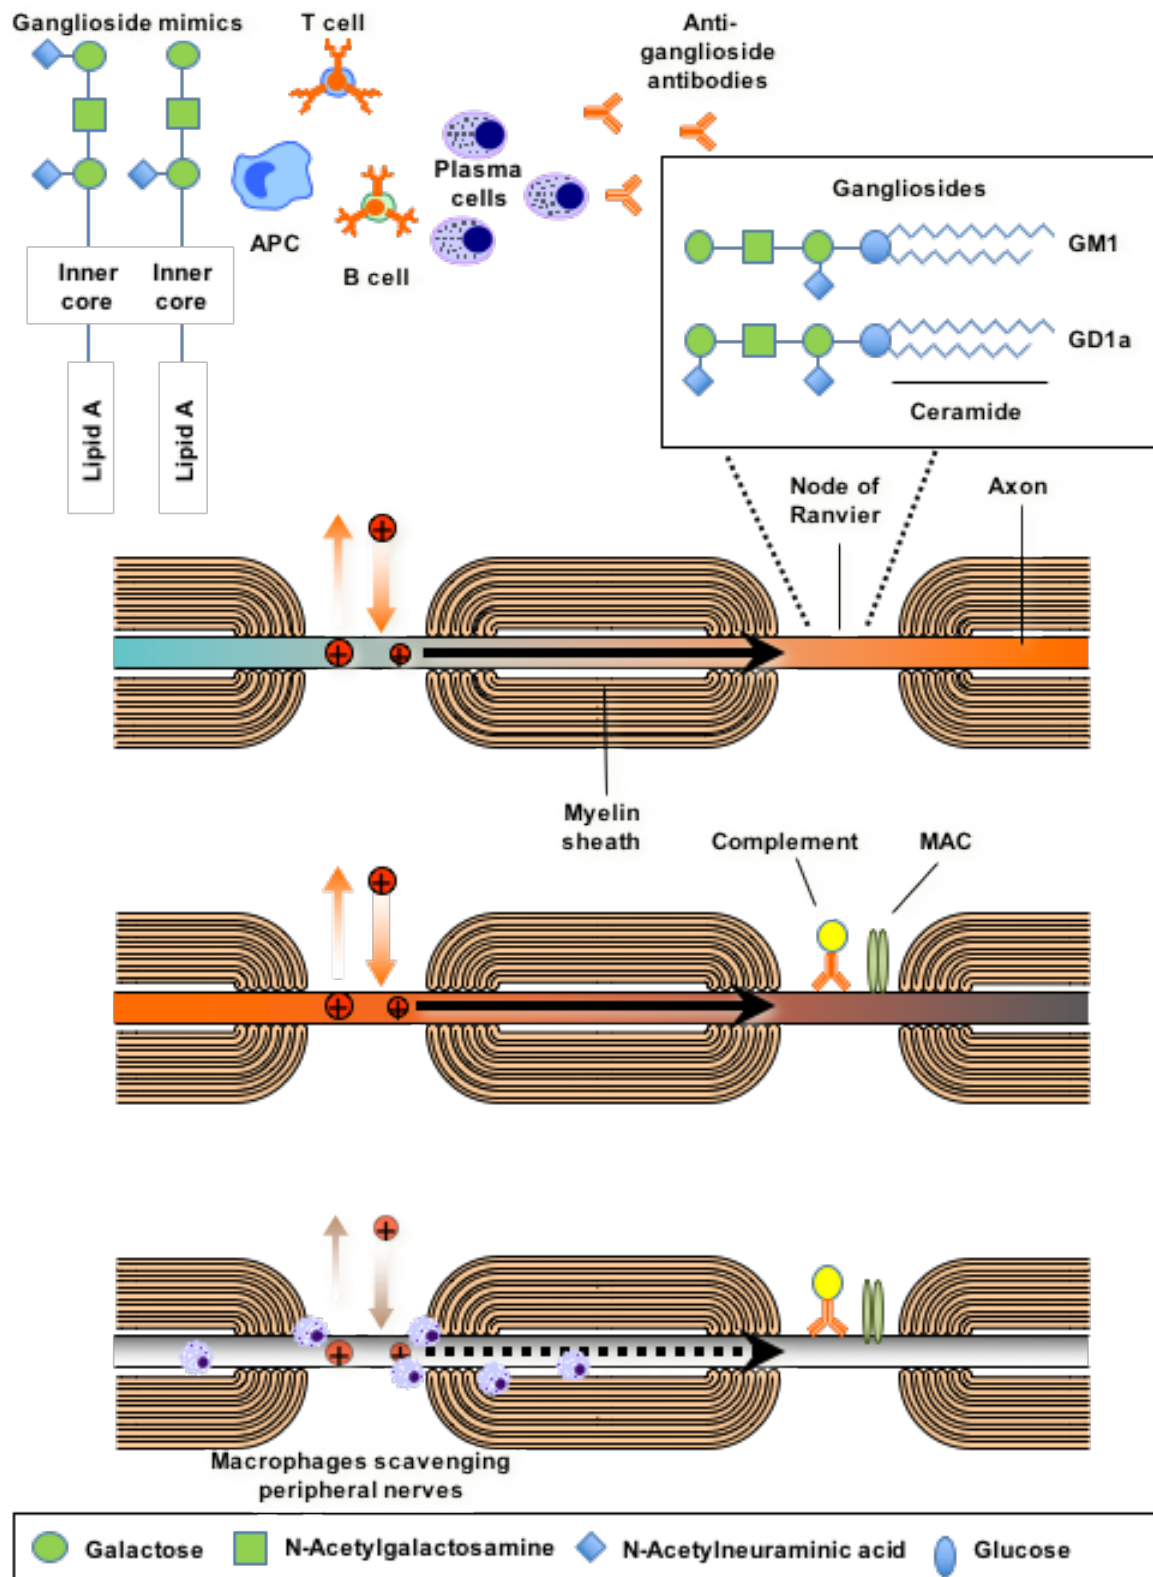 Ganglioside mimics
T cell
Anti-
ganglioside
antibodies
Plasma
cells
APC
B cell
Inner
core
Inner
core
Lipid A
Lipid A
Gangliosides
GM1
GD1a
Ceramide
Node of
Ranvier
Axon
+
+
+
Myelin
sheath
Complement
MAC
+
+
+
+
+
+
Macrophages scavenging
peripheral nerves
Galactose
N-Acetylgalactosamine
N-Acetylneuraminic acid
Glucose